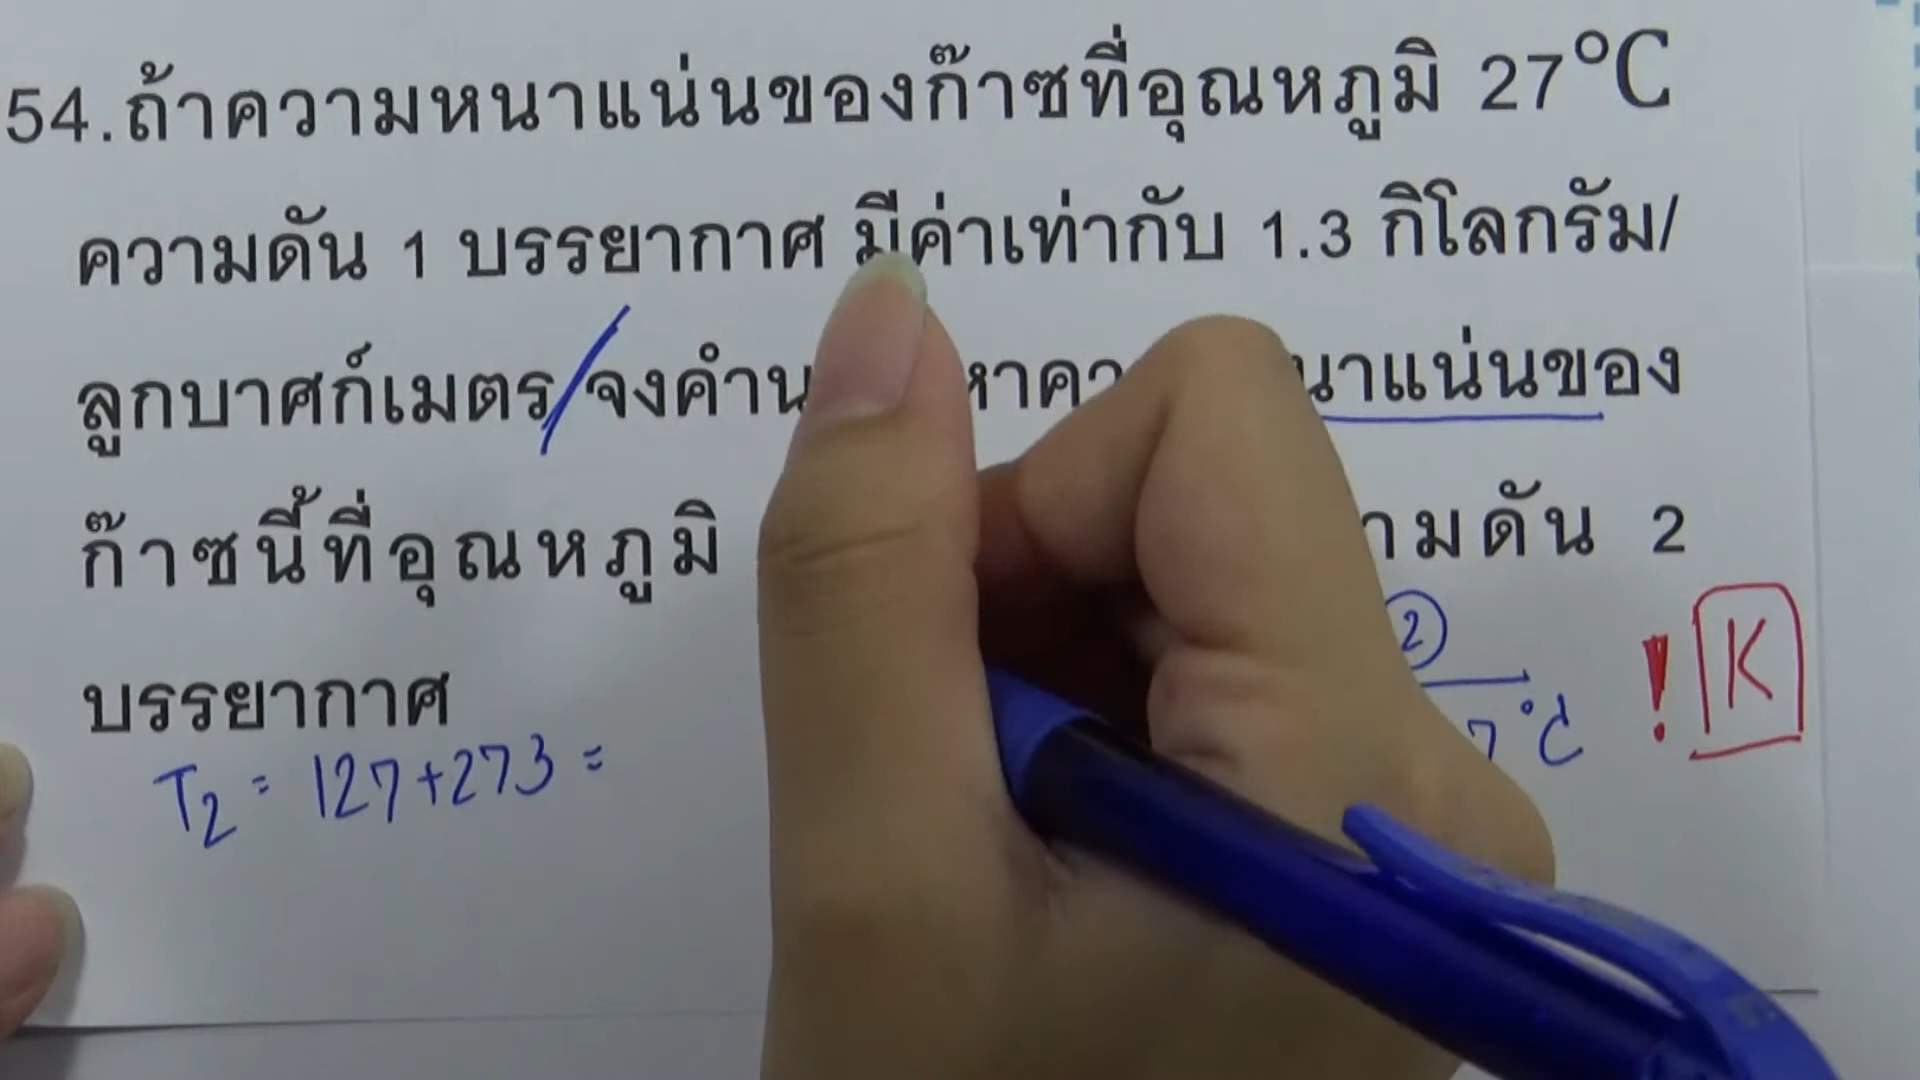 54.ถ้าความหนาแน่นของก๊าซที่อุณหภูมิ 27°C
ความดัน 1 บรรยากาศ มีค่าเท่ากับ 1.3 กิโลกรัม/
ลูกบาศก์เมตร/จงคำน หาคว นาแน่นของ
ก๊าซนี้ที่อุณหภูมิ ามดัน 2
②
บรรยากาศ
7 °C ! K
T2 = 127+273 =